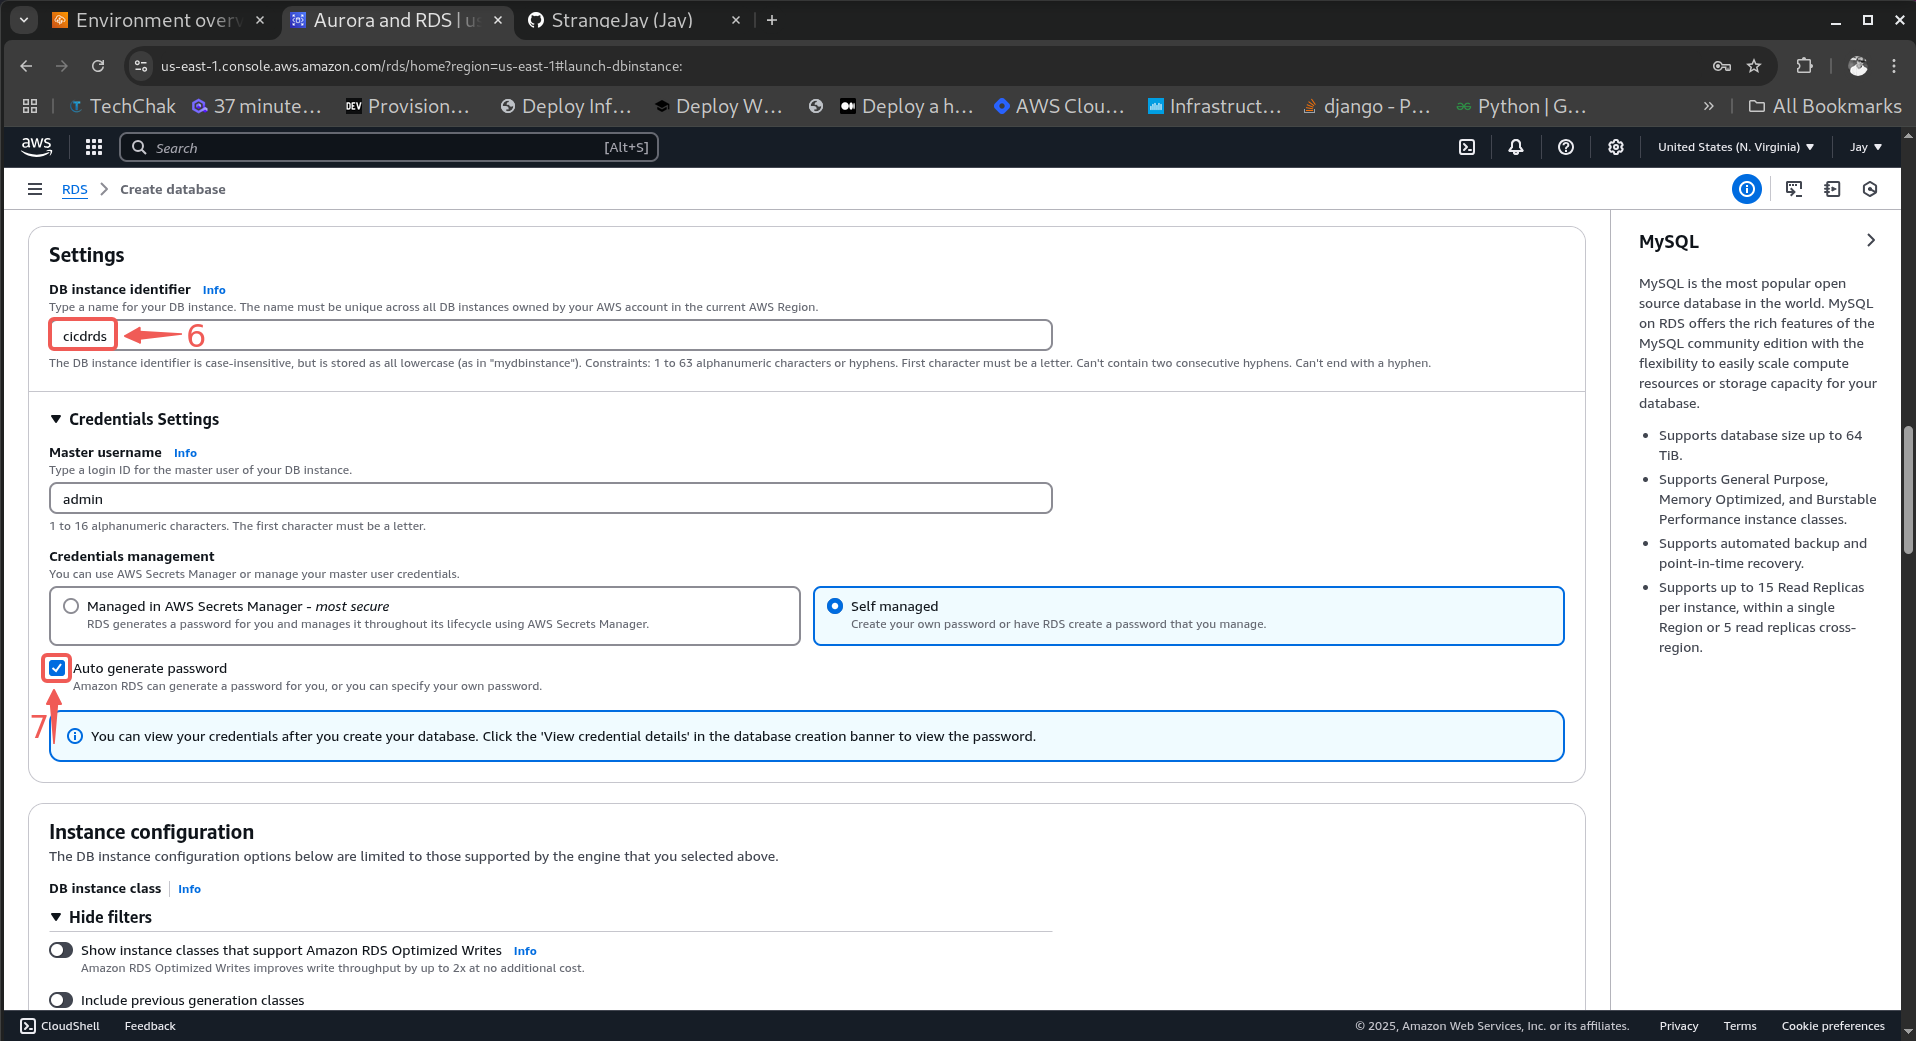 Environment overv
Aurora and RDS | us
StrangeJay (Jay)
us-east-1.console.aws.amazon.com/rds/home?region=us-east-1#launch-dbinstance:
TechChak
37 minute...
DEV Provision...
Deploy Inf...
Deploy W...
Deploy a h...
AWS Clou...
Infrastruct...
django - P...
Python | G...
»
All Bookmarks
aws
Search
[Alt+S]
United States (N. Virginia)
Jay
RDS > Create database
Settings
DB instance identifier Info
Type a name for your DB instance. The name must be unique across all DB instances owned by your AWS account in the current AWS Region.
cicdrds
6
The DB instance identifier is case-insensitive, but is stored as all lowercase (as in "mydbinstance"). Constraints: 1 to 63 alphanumeric characters or hyphens. First character must be a letter. Can't contain two consecutive hyphens. Can't end with a hyphen.
Credentials Settings
Master username Info
Type a login ID for the master user of your DB instance.
admin
1 to 16 alphanumeric characters. The first character must be a letter.
Credentials management
You can use AWS Secrets Manager or manage your master user credentials.
Managed in AWS Secrets Manager - most secure
RDS generates a password for you and manages it throughout its lifecycle using AWS Secrets Manager.
Self managed
Create your own password or have RDS create a password that you manage.
Auto generate password
Amazon RDS can generate a password for you, or you can specify your own password.
7
You can view your credentials after you create your database. Click the 'View credential details' in the database creation banner to view the password.
Instance configuration
The DB instance configuration options below are limited to those supported by the engine that you selected above.
DB instance class Info
Hide filters
Show instance classes that support Amazon RDS Optimized Writes Info
Amazon RDS Optimized Writes improves write throughput by up to 2x at no additional cost.
Include previous generation classes
MySQL
MySQL is the most popular open
source database in the world. MySQL
on RDS offers the rich features of the
MySQL community edition with the
flexibility to easily scale compute
resources or storage capacity for your
database.
• Supports database size up to 64
TiB.
• Supports General Purpose,
Memory Optimized, and Burstable
Performance instance classes.
• Supports automated backup and
point-in-time recovery.
• Supports up to 15 Read Replicas
per instance, within a single
Region or 5 read replicas cross-
region.
CloudShell
Feedback
© 2025, Amazon Web Services, Inc. or its affiliates.
Privacy
Terms
Cookie preferences